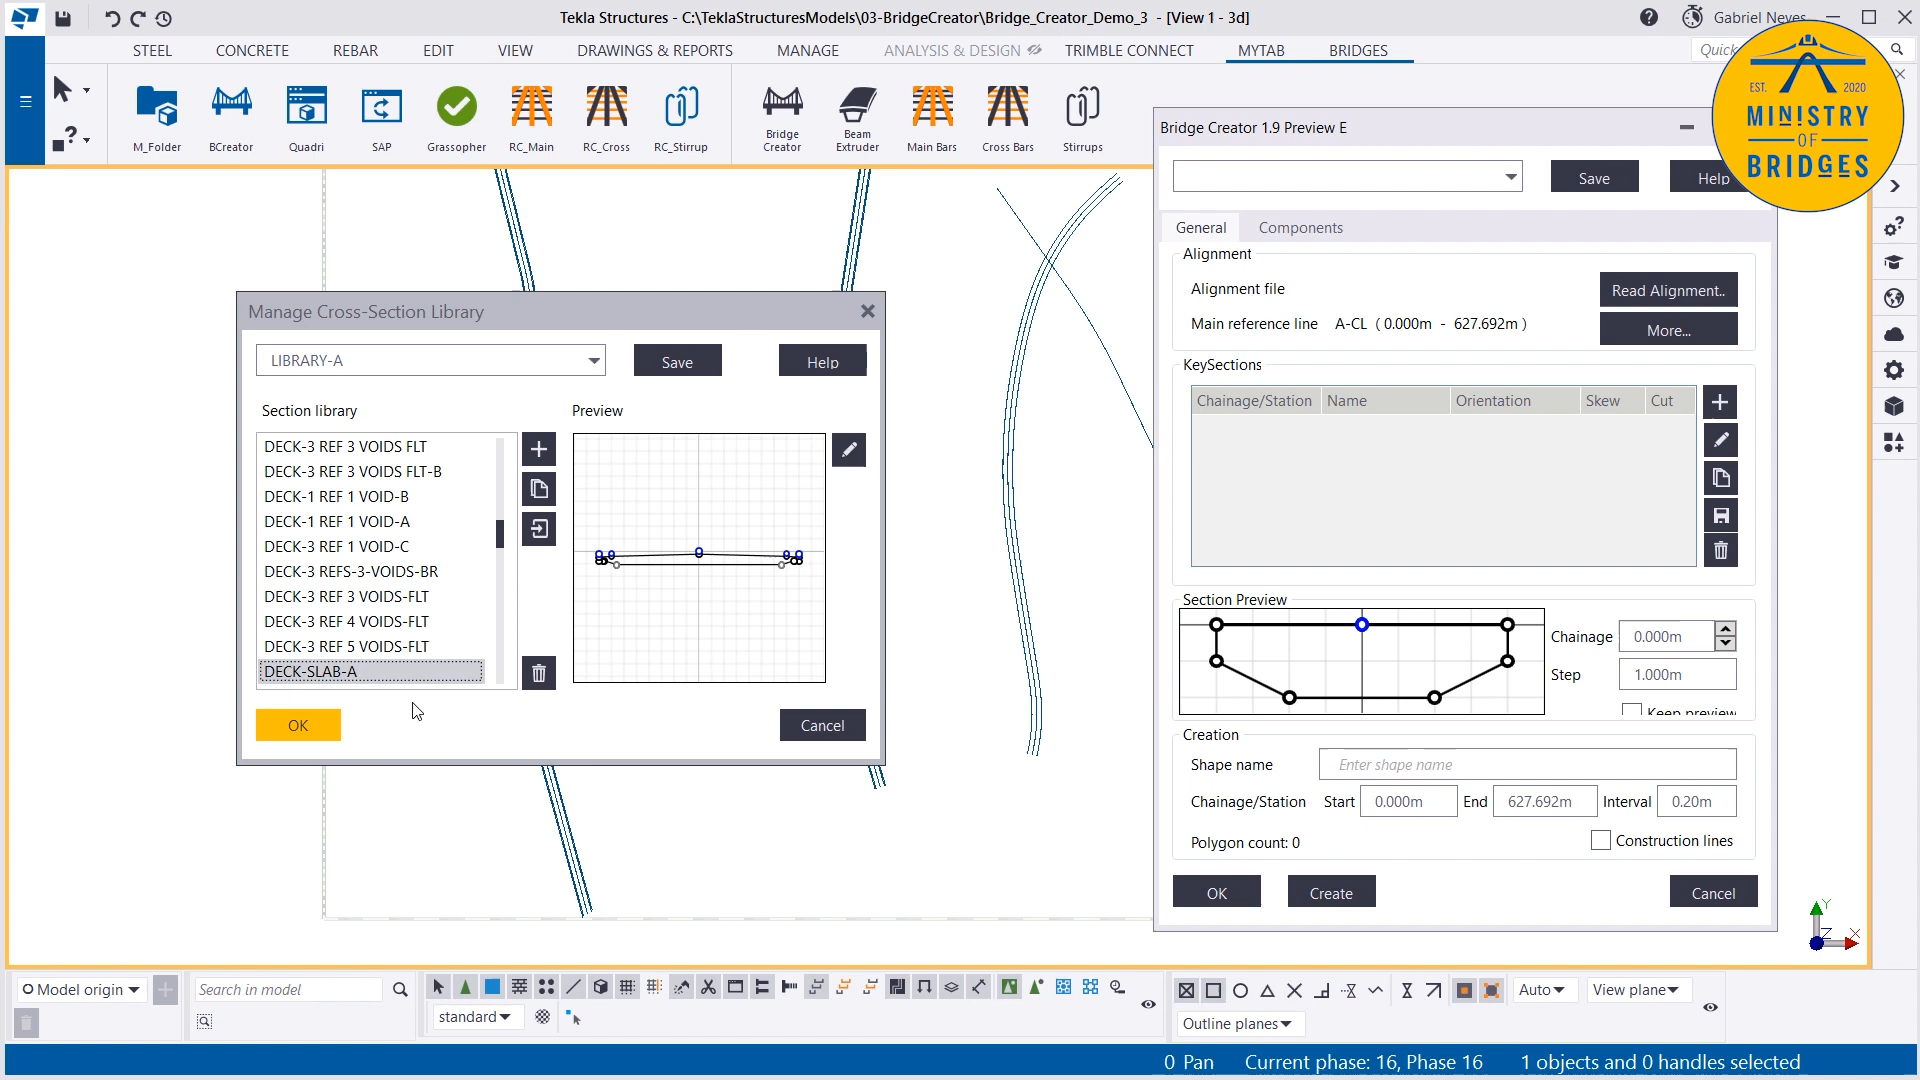 Tekla Structures - C:\TeklaStructuresModels\03-BridgeCreator\Bridge_Creator_Demo_3 - [View 1 - 3d]
Gabriel Neves
STEEL CONCRETE REBAR EDIT VIEW DRAWINGS & REPORTS MANAGE ANALYSIS & DESIGN TRIMBLE CONNECT MYTAB BRIDGES
Quick
M_Folder BCreator Quadri SAP Grassopher RC_Main RC_Cross RC_Stirrup
Bridge Creator
Beam Extruder
Main Bars Cross Bars Stirrups
EST. 2020
MINISTRY
OF
BRIDGES
Bridge Creator 1.9 Preview E
Save Help
General Components
Alignment
Alignment file Read Alignment..
Main reference line A-CL ( 0.000m - 627.692m )
More...
KeySections
Chainage/Station Name Orientation Skew Cut
Section Preview
Chainage 0.000m
Step 1.000m
Keep preview
Creation
Shape name Enter shape name
Chainage/Station Start 0.000m End 627.692m Interval 0.20m
Polygon count: 0 Construction lines
OK Create Cancel
Manage Cross-Section Library
LIBRARY-A Save Help
Section library Preview
DECK-3 REF 3 VOIDS FLT
DECK-3 REF 3 VOIDS FLT-B
DECK-1 REF 1 VOID-B
DECK-1 REF 1 VOID-A
DECK-3 REF 1 VOID-C
DECK-3 REFS-3-VOIDS-BR
DECK-3 REF 3 VOIDS-FLT
DECK-3 REF 4 VOIDS-FLT
DECK-3 REF 5 VOIDS-FLT
DECK-SLAB-A
OK Cancel
Y
Z X
Model origin Search in model
standard
Auto View plane
Outline planes
0 Pan Current phase: 16, Phase 16 1 objects and 0 handles selected